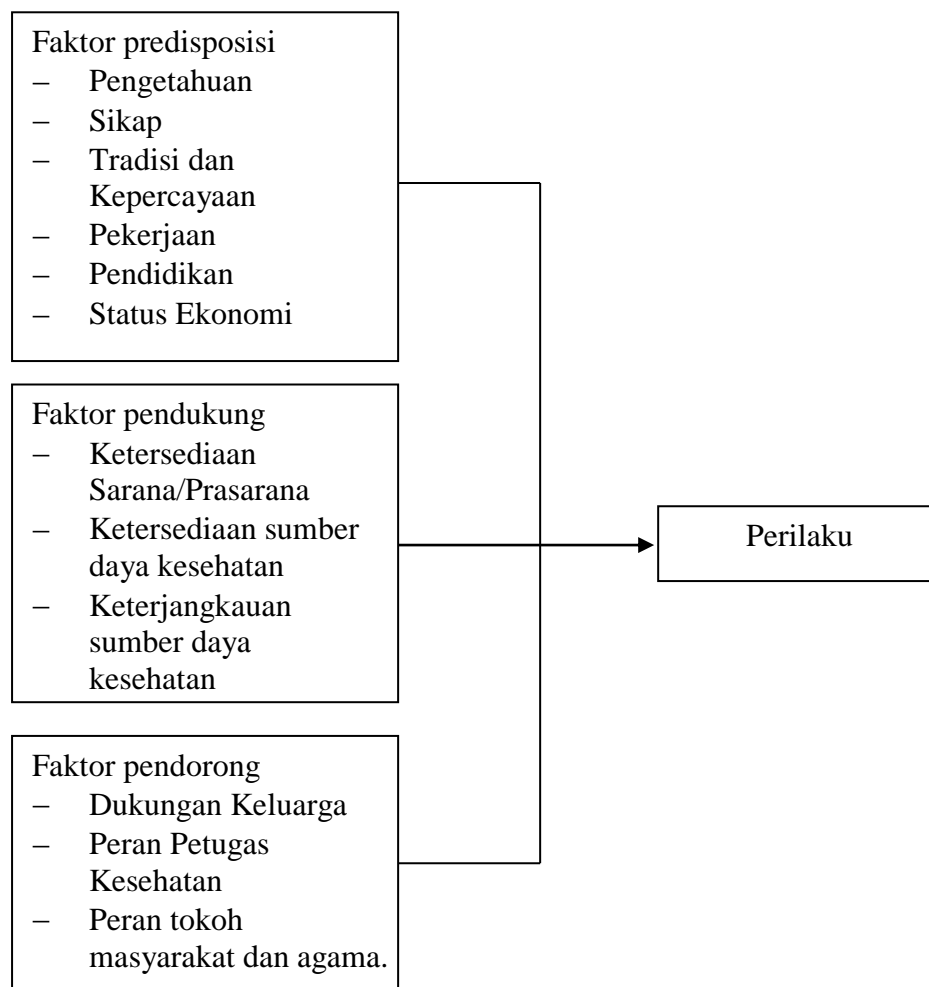 Faktor predisposisi
– Pengetahuan
– Sikap
– Tradisi dan
Kepercayaan
– Pekerjaan
– Pendidikan
– Status Ekonomi
Faktor pendukung
– Ketersediaan
Sarana/Prasarana
– Ketersediaan sumber
daya kesehatan
– Keterjangkauan
sumber daya
kesehatan
Perilaku
Faktor pendorong
– Dukungan Keluarga
– Peran Petugas
Kesehatan
– Peran tokoh
masyarakat dan agama.